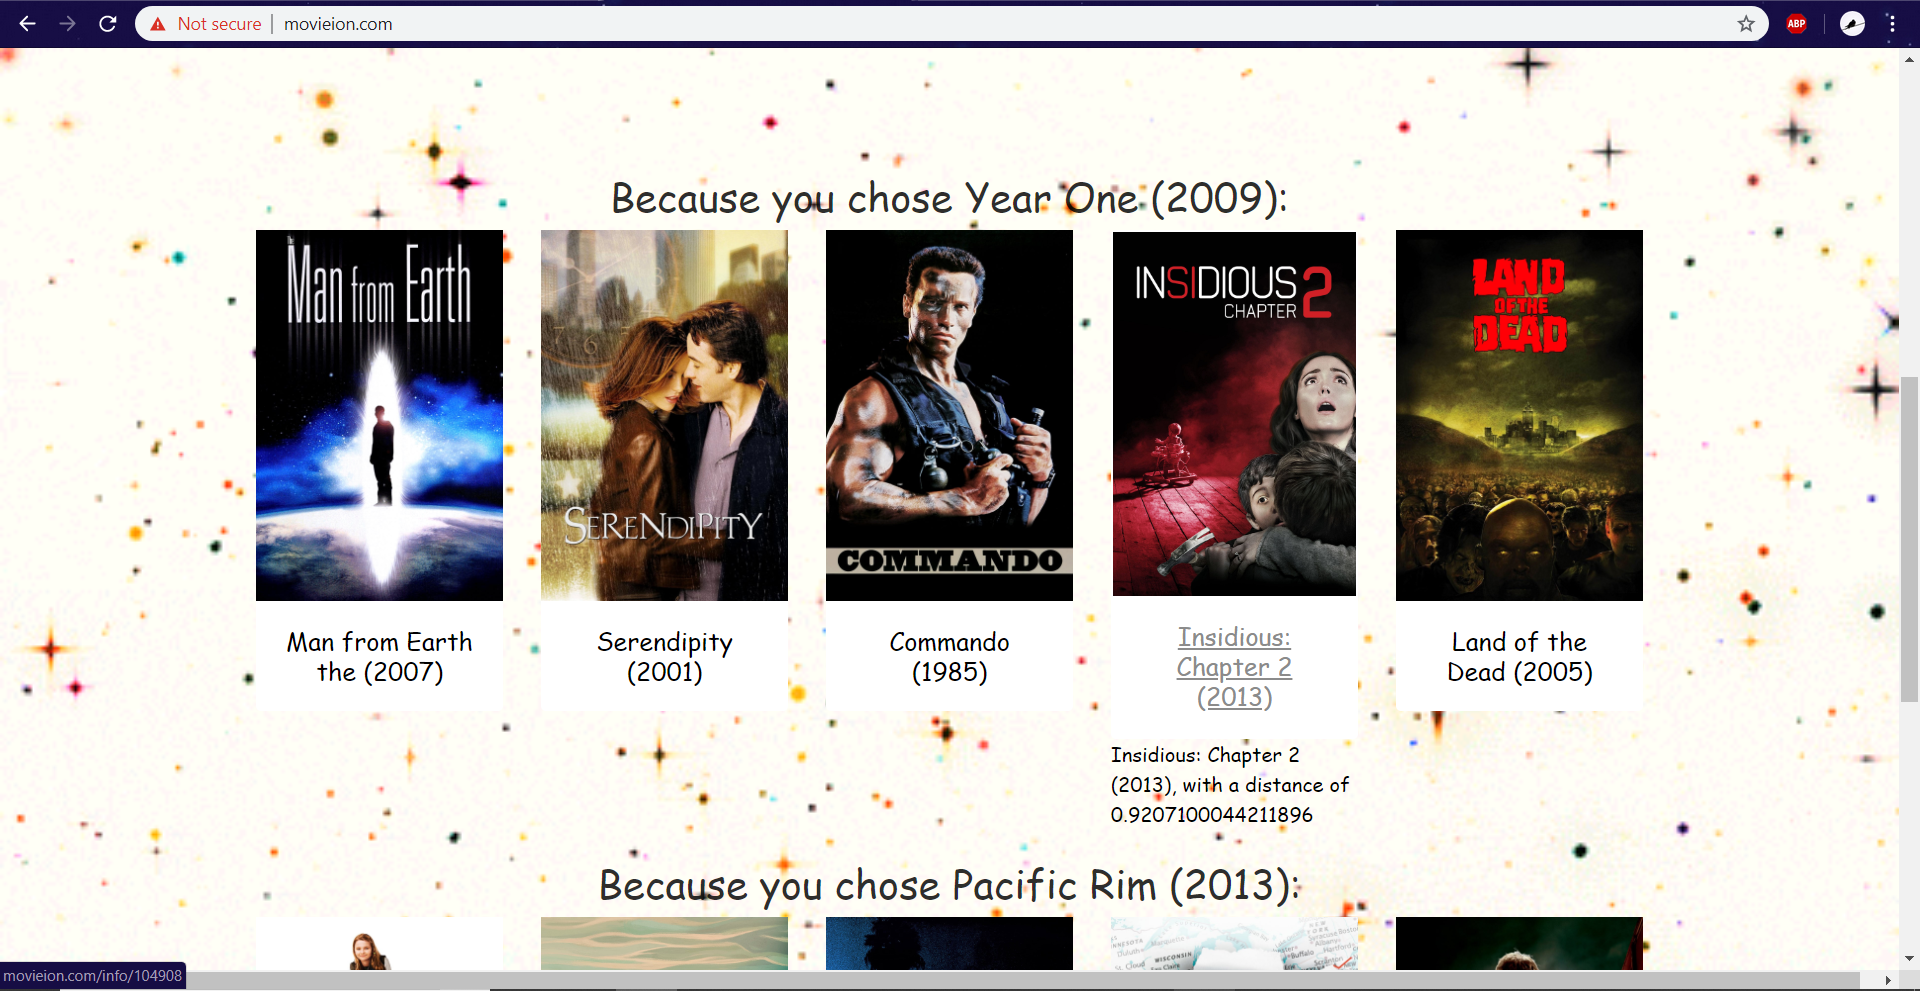 Not secure | movieion.com
ABP
Because you chose Year One (2009):
the
Man from Earth
SERENDIPITY
COMMANDO
INSIDIOUS 2
CHAPTER
LAND
OF THE
DEAD
Man from Earth
the (2007)
Serendipity
(2001)
Commando
(1985)
Insidious:
Chapter 2
(2013)
Land of the
Dead (2005)
Insidious: Chapter 2
(2013), with a distance of
0.9207100044211896
Because you chose Pacific Rim (2013):
WISCONSIN
movieion.com/info/104908